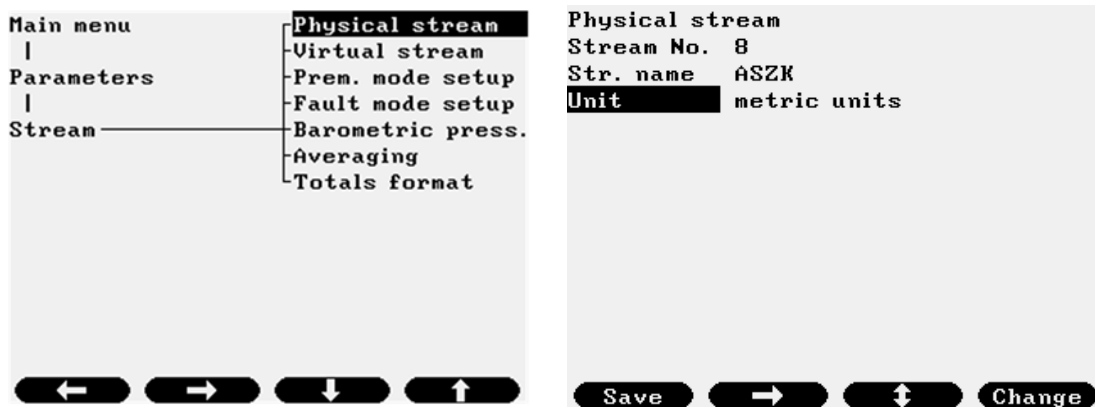 Main menu
Parameters
Stream
Physical stream
Virtual stream
Prem. mode setup
Fault mode setup
Barometric press.
Averaging
Totals format
Physical stream
Stream No. 8
Str. name ASZK
Unit metric units
Save
Change